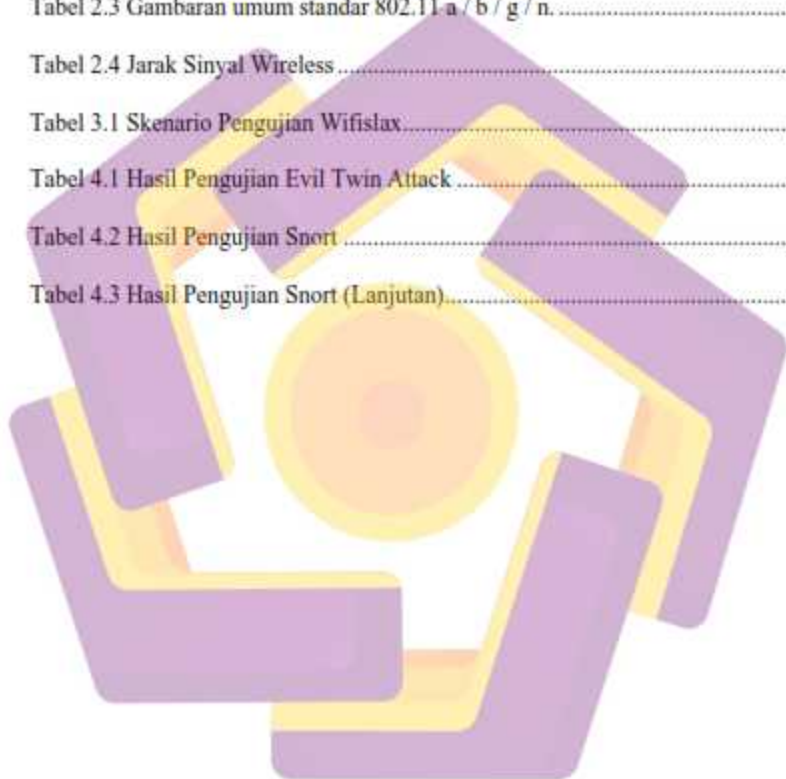 Tabel 2.3 Gambaran umum standar 802.11 a / b / g / n. ........................................
Tabel 2.4 Jarak Sinyal Wireless ........................................
Tabel 3.1 Skenario Pengujian Wifislax........................................
Tabel 4.1 Hasil Pengujian Evil Twin Attack ........................................
Tabel 4.2 Hasil Pengujian Snort ........................................
Tabel 4.3 Hasil Pengujian Snort (Lanjutan)........................................